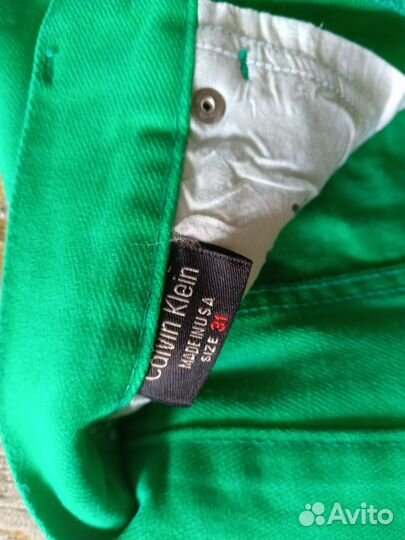 Calvin Klein
MADE IN U S A
SIZE 31
Avito